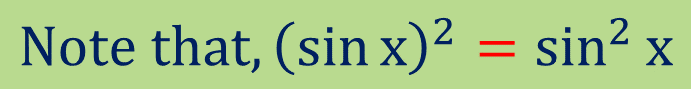 Note that, (sin x)² = sin² x